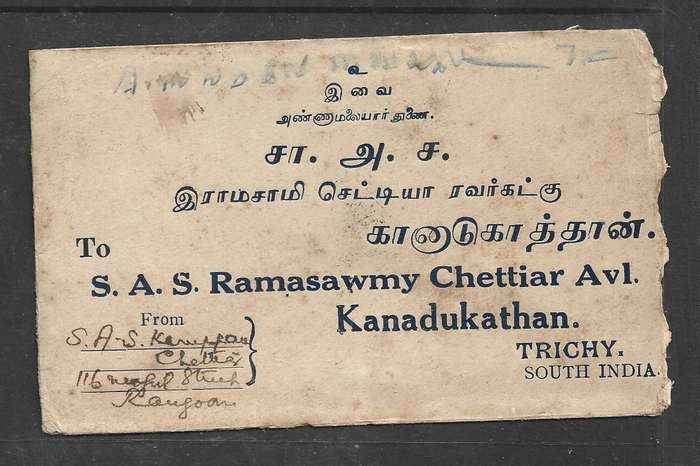 உ
இ வை
அண்ணாமலையார் துணை.
சா. அ. ச.
இராமசாமி செட்டியா ரவர்கட்கு
கானாடுகாத்தான்.
To
S. A. S. Ramasawmy Chettiar Avl.
Kanadukathan.
TRICHY.
SOUTH INDIA.
From
S. A. S. Karuppan
Chettiar
116 Mogul Street
Rangoon